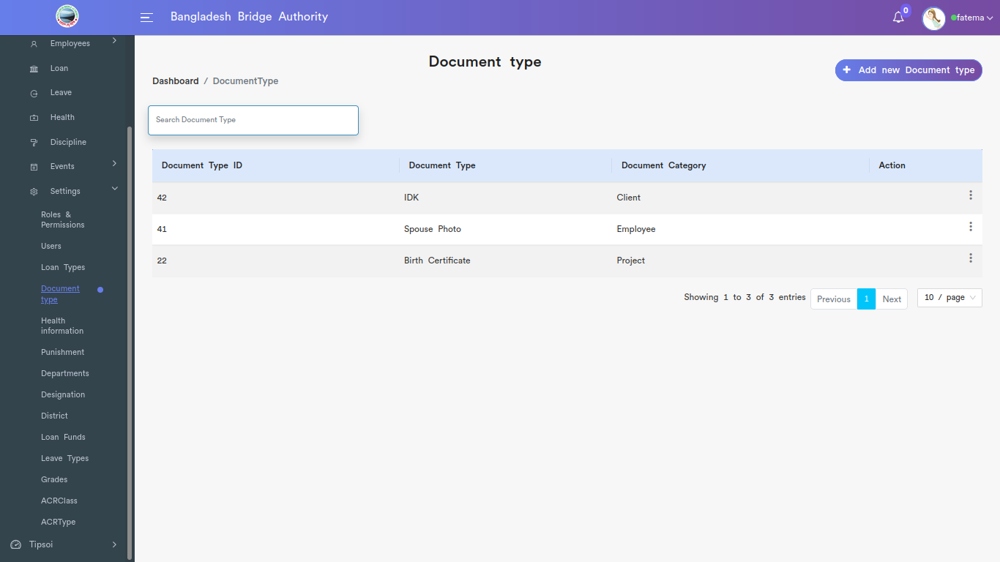 Bangladesh Bridge Authority
0
fatema
Employees
Loan
Leave
Health
Discipline
Events
Settings
Roles &
Permissions
Users
Loan Types
Document
type
Health
information
Punishment
Departments
Designation
District
Loan Funds
Leave Types
Grades
ACRClass
ACRType
Tipsoi
Document type
Dashboard / DocumentType
+ Add new Document type
Search Document Type
Document Type ID Document Type Document Category Action
42 IDK Client
41 Spouse Photo Employee
22 Birth Certificate Project
Showing 1 to 3 of 3 entries Previous 1 Next 10 / page